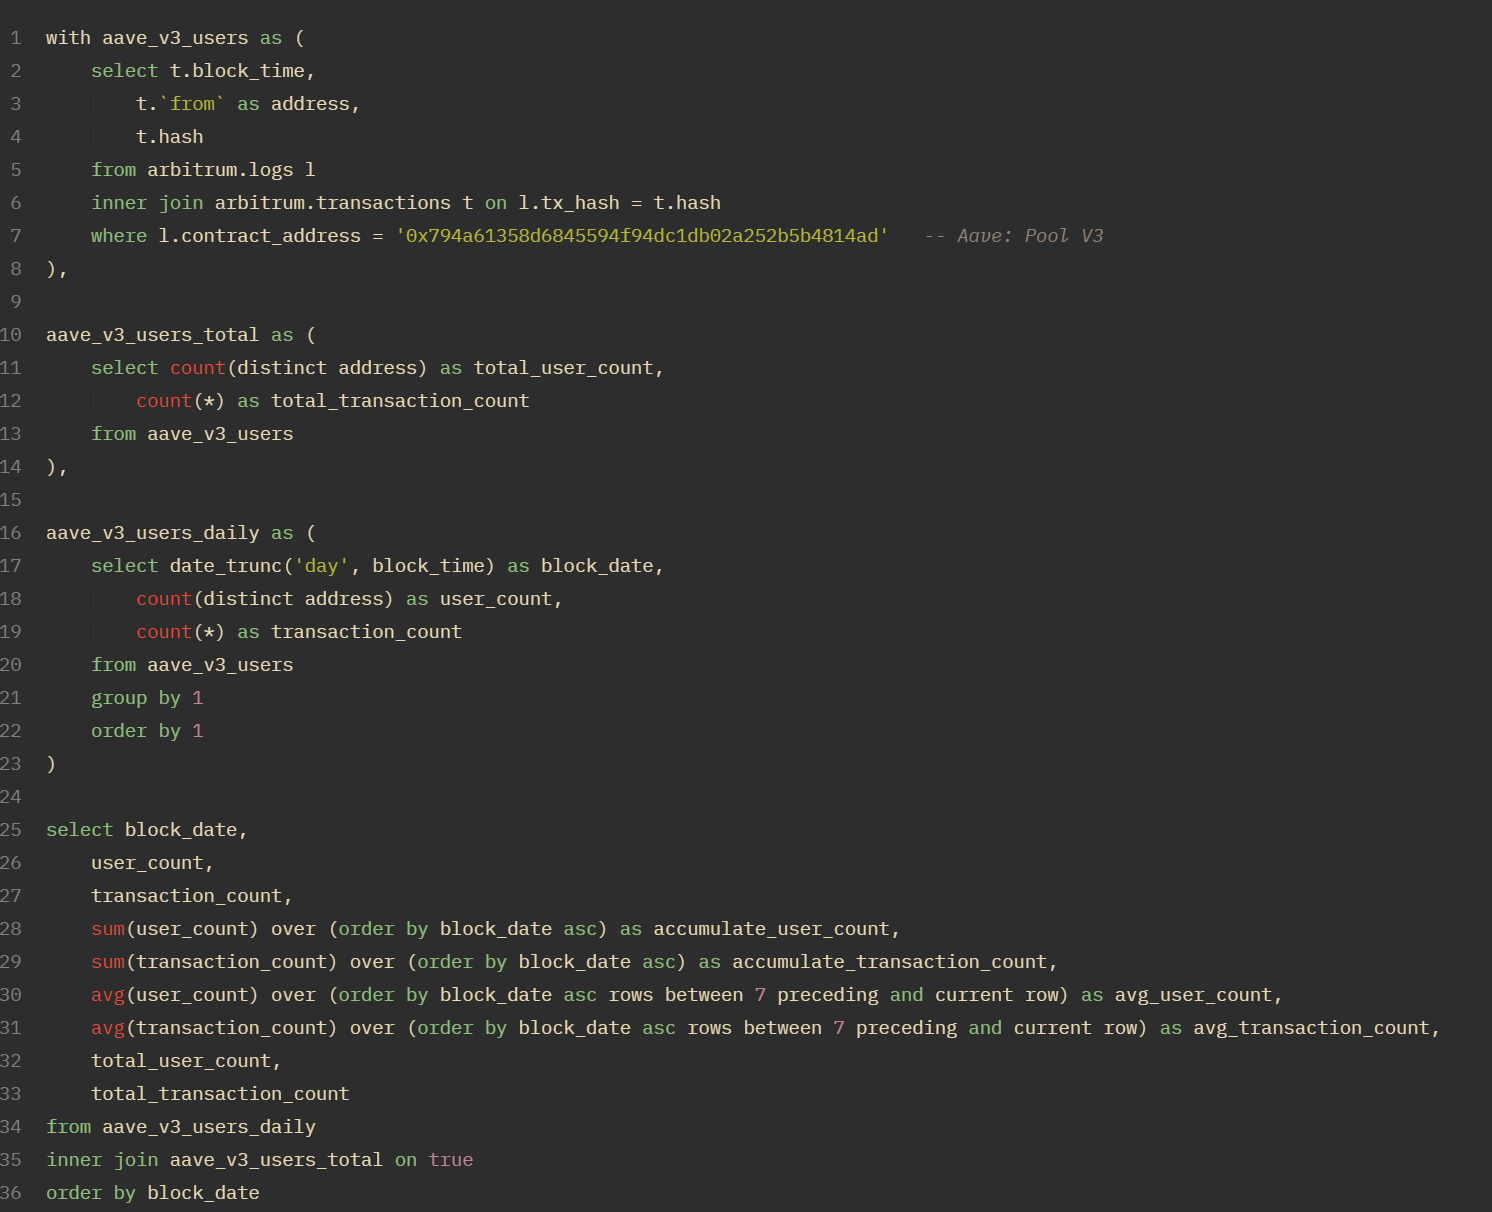 1 with aave_v3_users as (
2     select t.block_time,
3         t.`from` as address,
4         t.hash
5     from arbitrum.logs l
6     inner join arbitrum.transactions t on l.tx_hash = t.hash
7     where l.contract_address = '0x794a61358d6845594f94dc1db02a252b5b4814ad'   -- Aave: Pool V3
8 ),
9
10 aave_v3_users_total as (
11     select count(distinct address) as total_user_count,
12         count(*) as total_transaction_count
13     from aave_v3_users
14 ),
15
16 aave_v3_users_daily as (
17     select date_trunc('day', block_time) as block_date,
18         count(distinct address) as user_count,
19         count(*) as transaction_count
20     from aave_v3_users
21     group by 1
22     order by 1
23 )
24
25 select block_date,
26     user_count,
27     transaction_count,
28     sum(user_count) over (order by block_date asc) as accumulate_user_count,
29     sum(transaction_count) over (order by block_date asc) as accumulate_transaction_count,
30     avg(user_count) over (order by block_date asc rows between 7 preceding and current row) as avg_user_count,
31     avg(transaction_count) over (order by block_date asc rows between 7 preceding and current row) as avg_transaction_count,
32     total_user_count,
33     total_transaction_count
34 from aave_v3_users_daily
35 inner join aave_v3_users_total on true
36 order by block_date